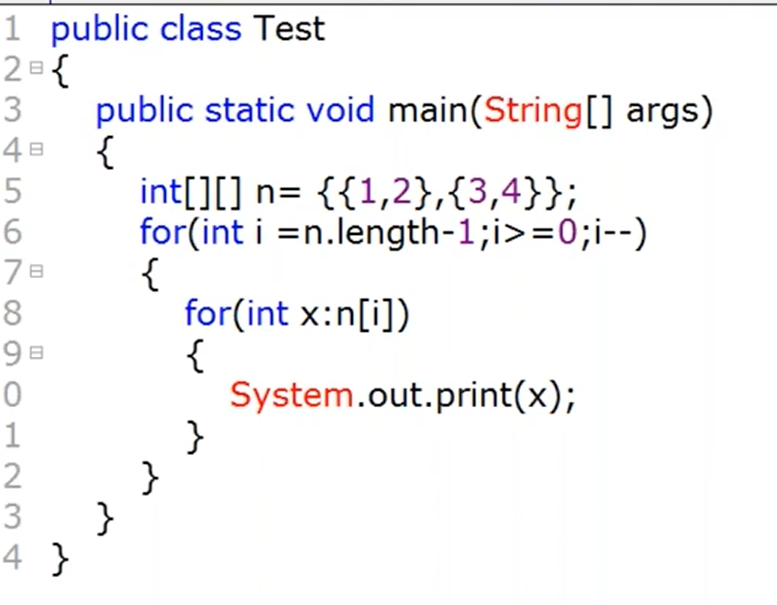 1 public class Test
2 {
3 public static void main(String[] args)
4 {
5 int[][] n= {{1,2},{3,4}};
6 for(int i =n.length-1;i>=0;i--)
7 {
8 for(int x:n[i])
9 {
0 System.out.print(x);
1 }
2 }
3 }
4 }